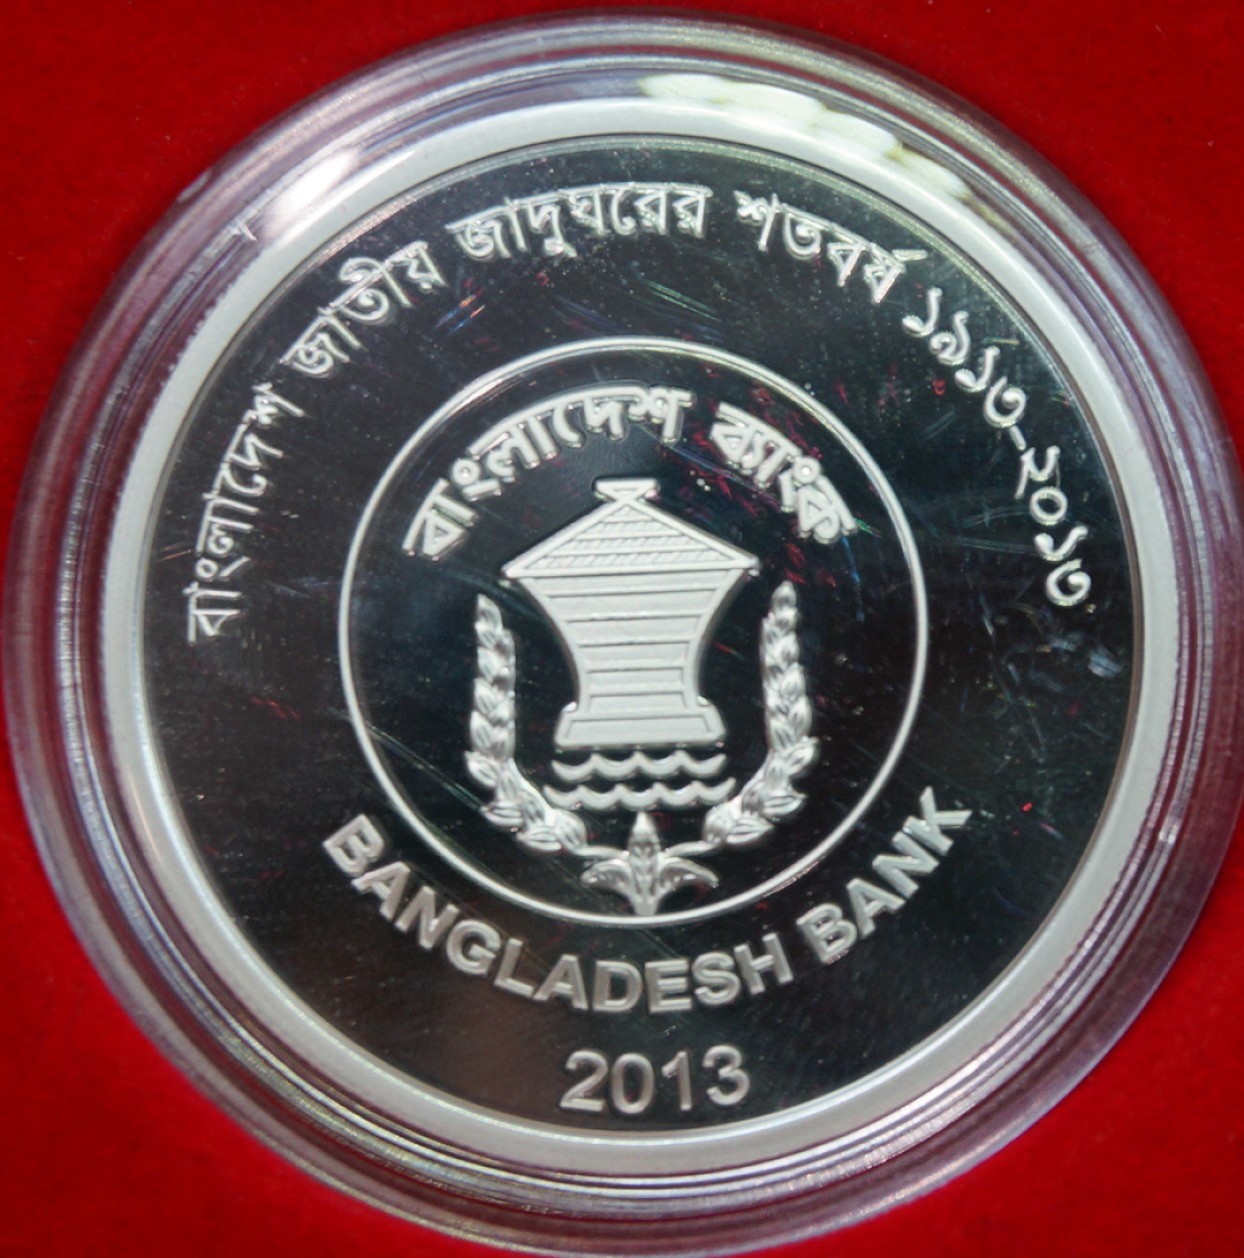 বাংলাদেশ জাতীয় জাদুঘরের শতবর্ষ ১৯১৩-২০১৩
বাংলাদেশ ব্যাংক
BANGLADESH BANK
2013